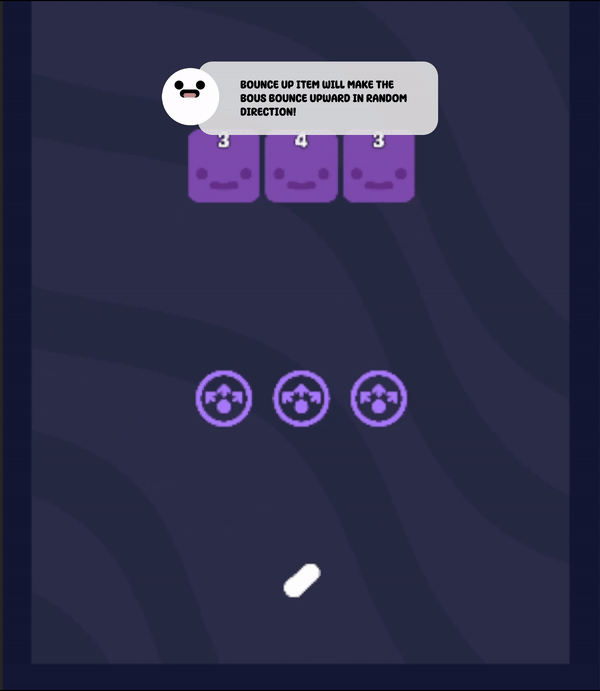 BOUNCE UP ITEM WILL MAKE THE
BOUS BOUNCE UPWARD IN RANDOM
DIRECTION!
3 4 3